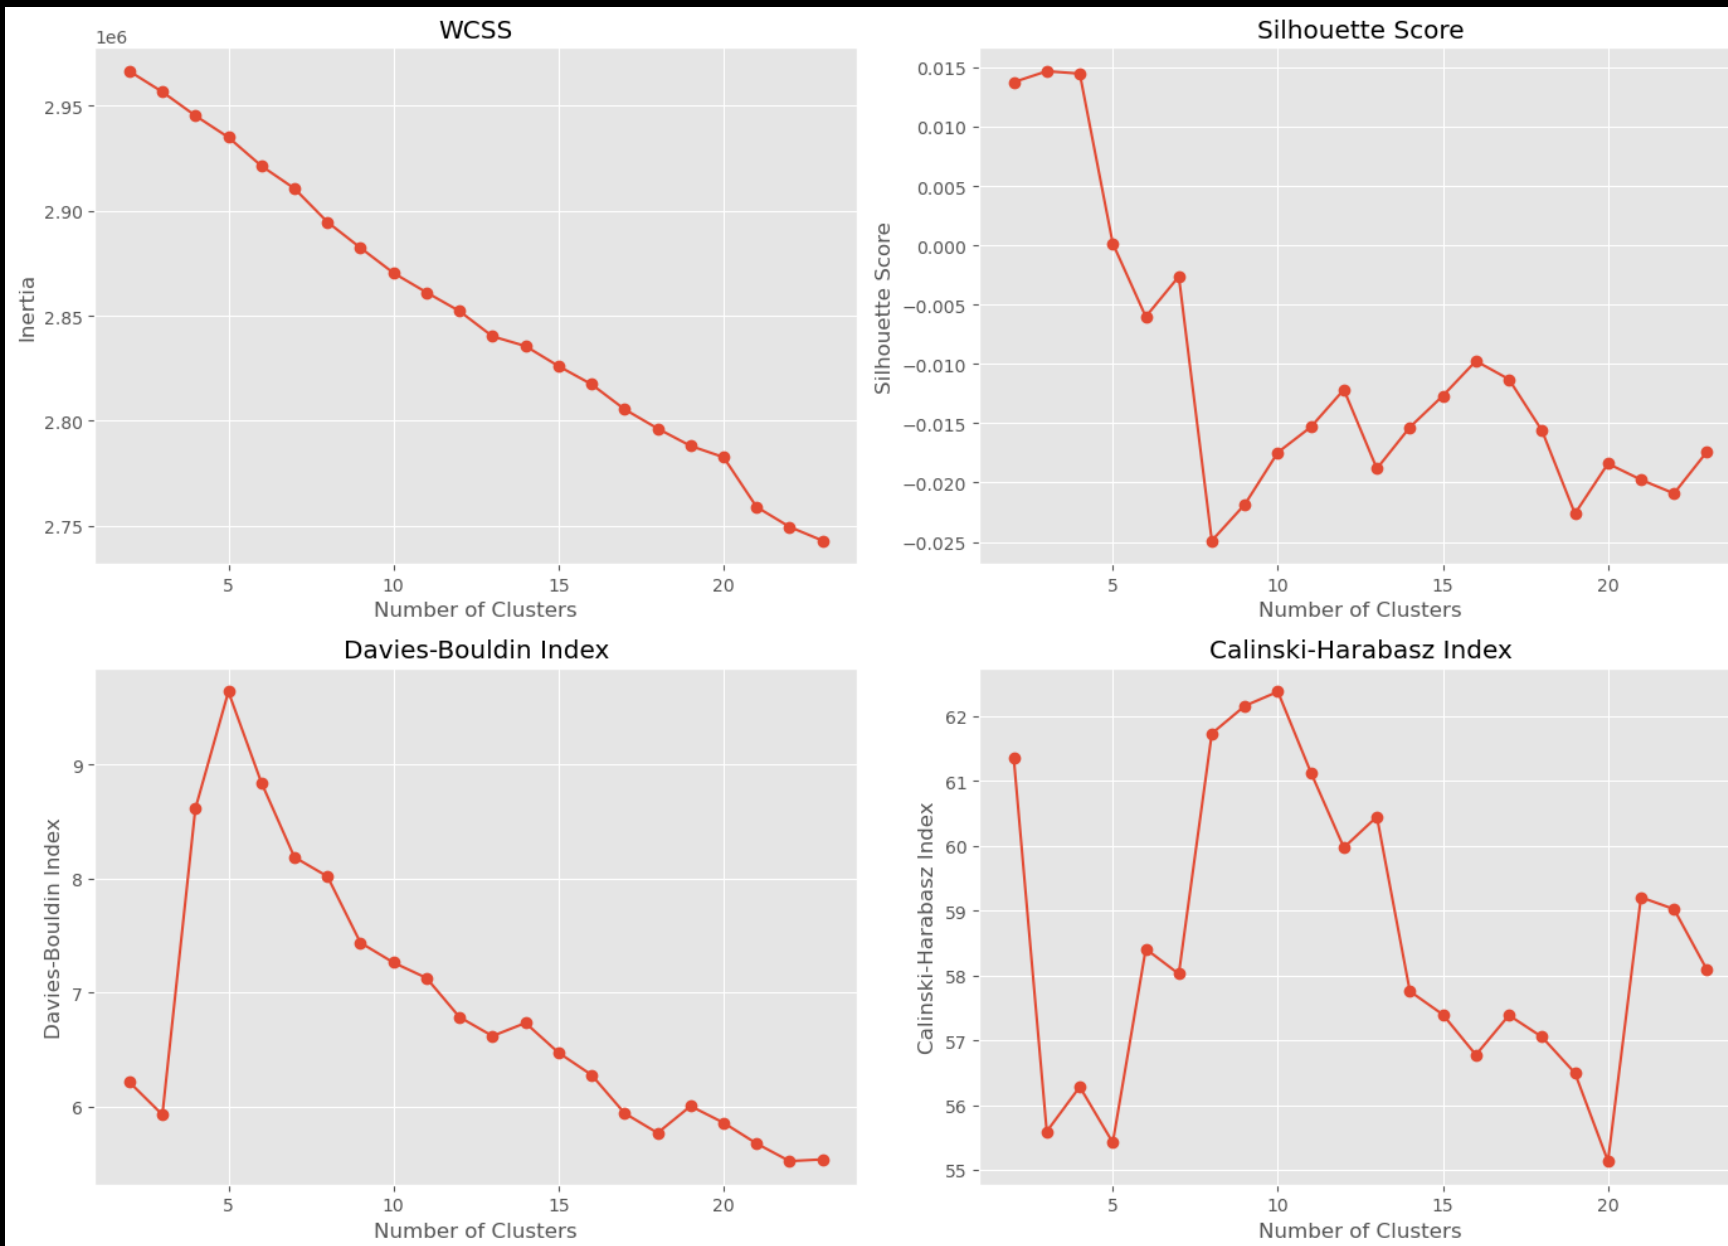 WCSS
1e6
2.95
2.90
2.85
2.80
2.75
Inertia
5 10 15 20
Number of Clusters
Silhouette Score
0.015
0.010
0.005
0.000
−0.005
−0.010
−0.015
−0.020
−0.025
Silhouette Score
5 10 15 20
Number of Clusters
Davies-Bouldin Index
9
8
7
6
Davies-Bouldin Index
5 10 15 20
Number of Clusters
Calinski-Harabasz Index
62
61
60
59
58
57
56
55
Calinski-Harabasz Index
5 10 15 20
Number of Clusters